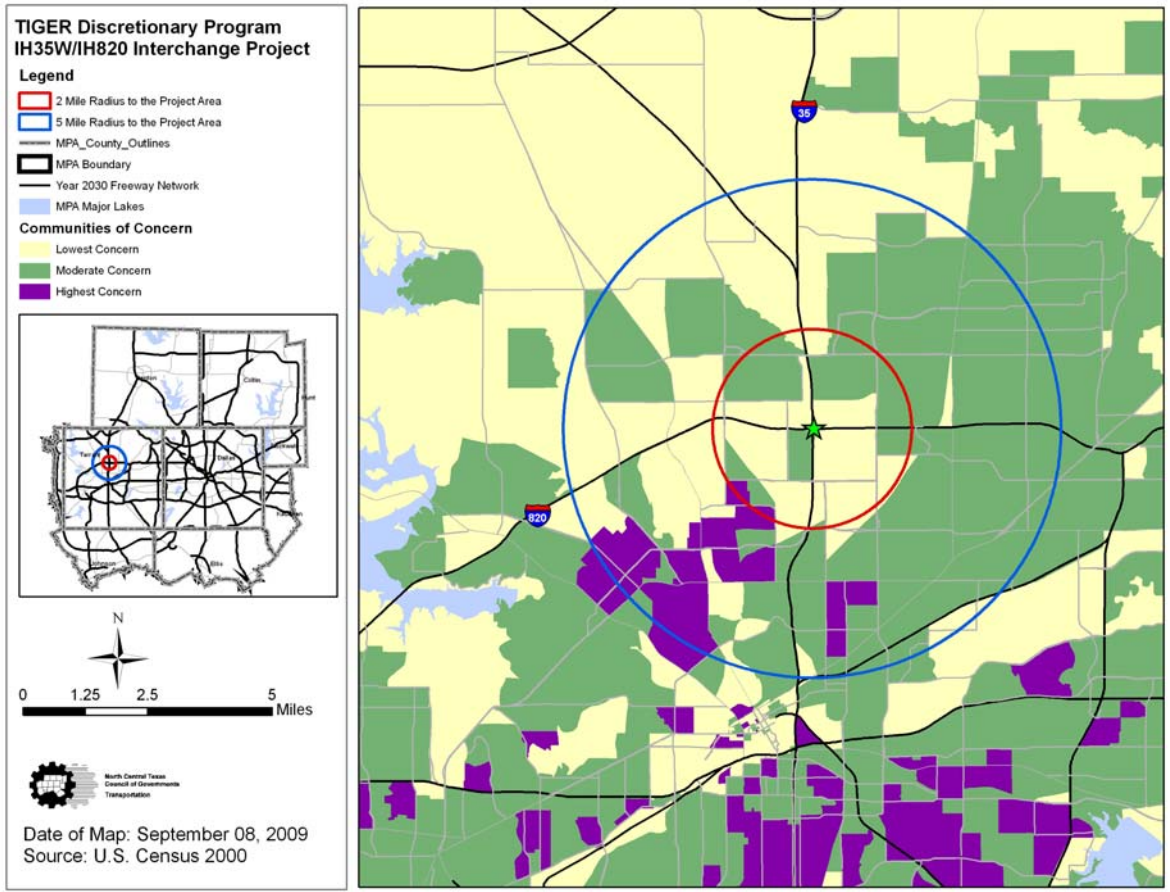 TIGER Discretionary Program
IH35W/IH820 Interchange Project
Legend
2 Mile Radius to the Project Area
5 Mile Radius to the Project Area
MPA_County_Outlines
MPA Boundary
Year 2030 Freeway Network
MPA Major Lakes
Communities of Concern
Lowest Concern
Moderate Concern
Highest Concern
Collin
Dallas
Ellis
N
0 1.25 2.5 5
Miles
North Central Texas
Council of Governments
Transportation
Date of Map: September 08, 2009
Source: U.S. Census 2000
35
820